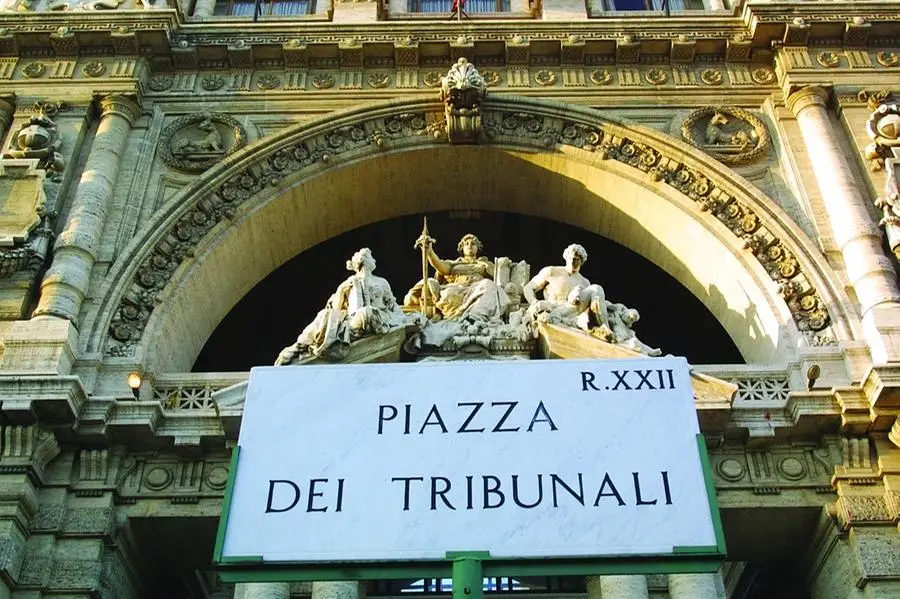 R.XXII
PIAZZA
DEI TRIBUNALI